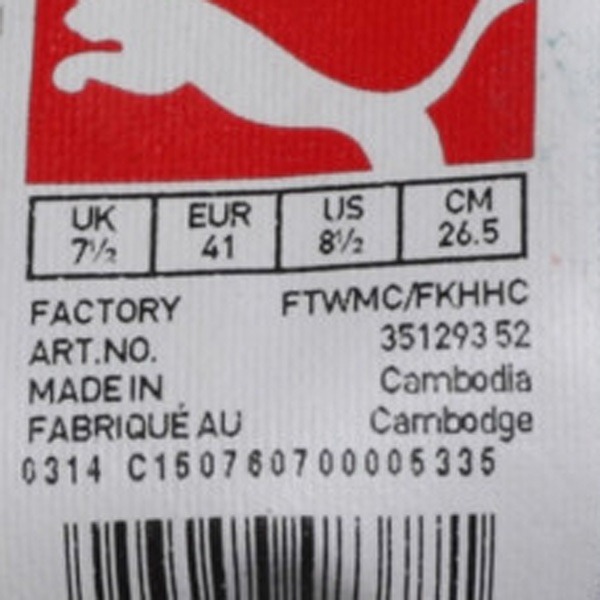 UK EUR US CM
7½ 41 8½ 26.5
FACTORY FTWMC/FKHHC
ART.NO. 351293 52
MADE IN Cambodia
FABRIQUÉ AU Cambodge
0314 C150760700005335